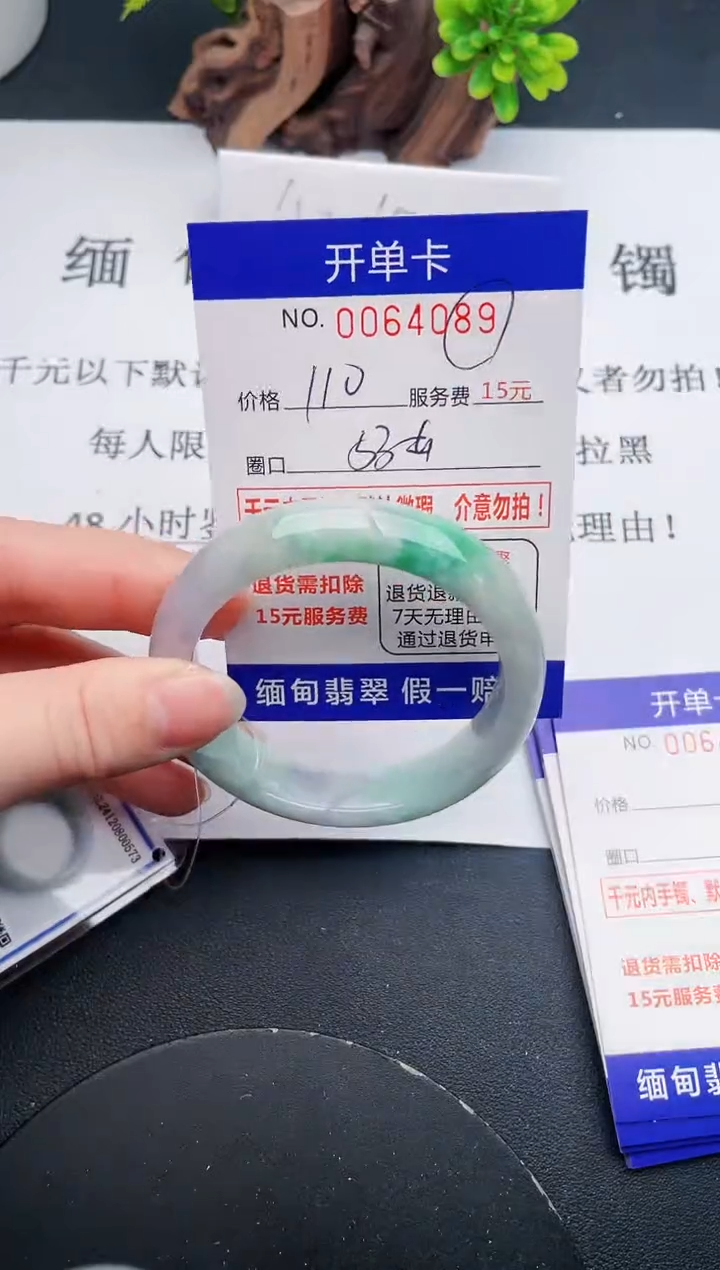 缅
镯
开单卡
NO. 0064089
千元以下默
者勿拍！
价格 110 服务费 15元
每人限
拉黑
圈口
48小时
理由！
介意勿拍！
退货需扣除
15元服务费
退货退
7天无理由
通过退货申
缅甸翡翠 假一赔
开单
NO. 006
价格
圈口
千元内手镯、默
退货需扣除
15元服务
缅甸
24120800573